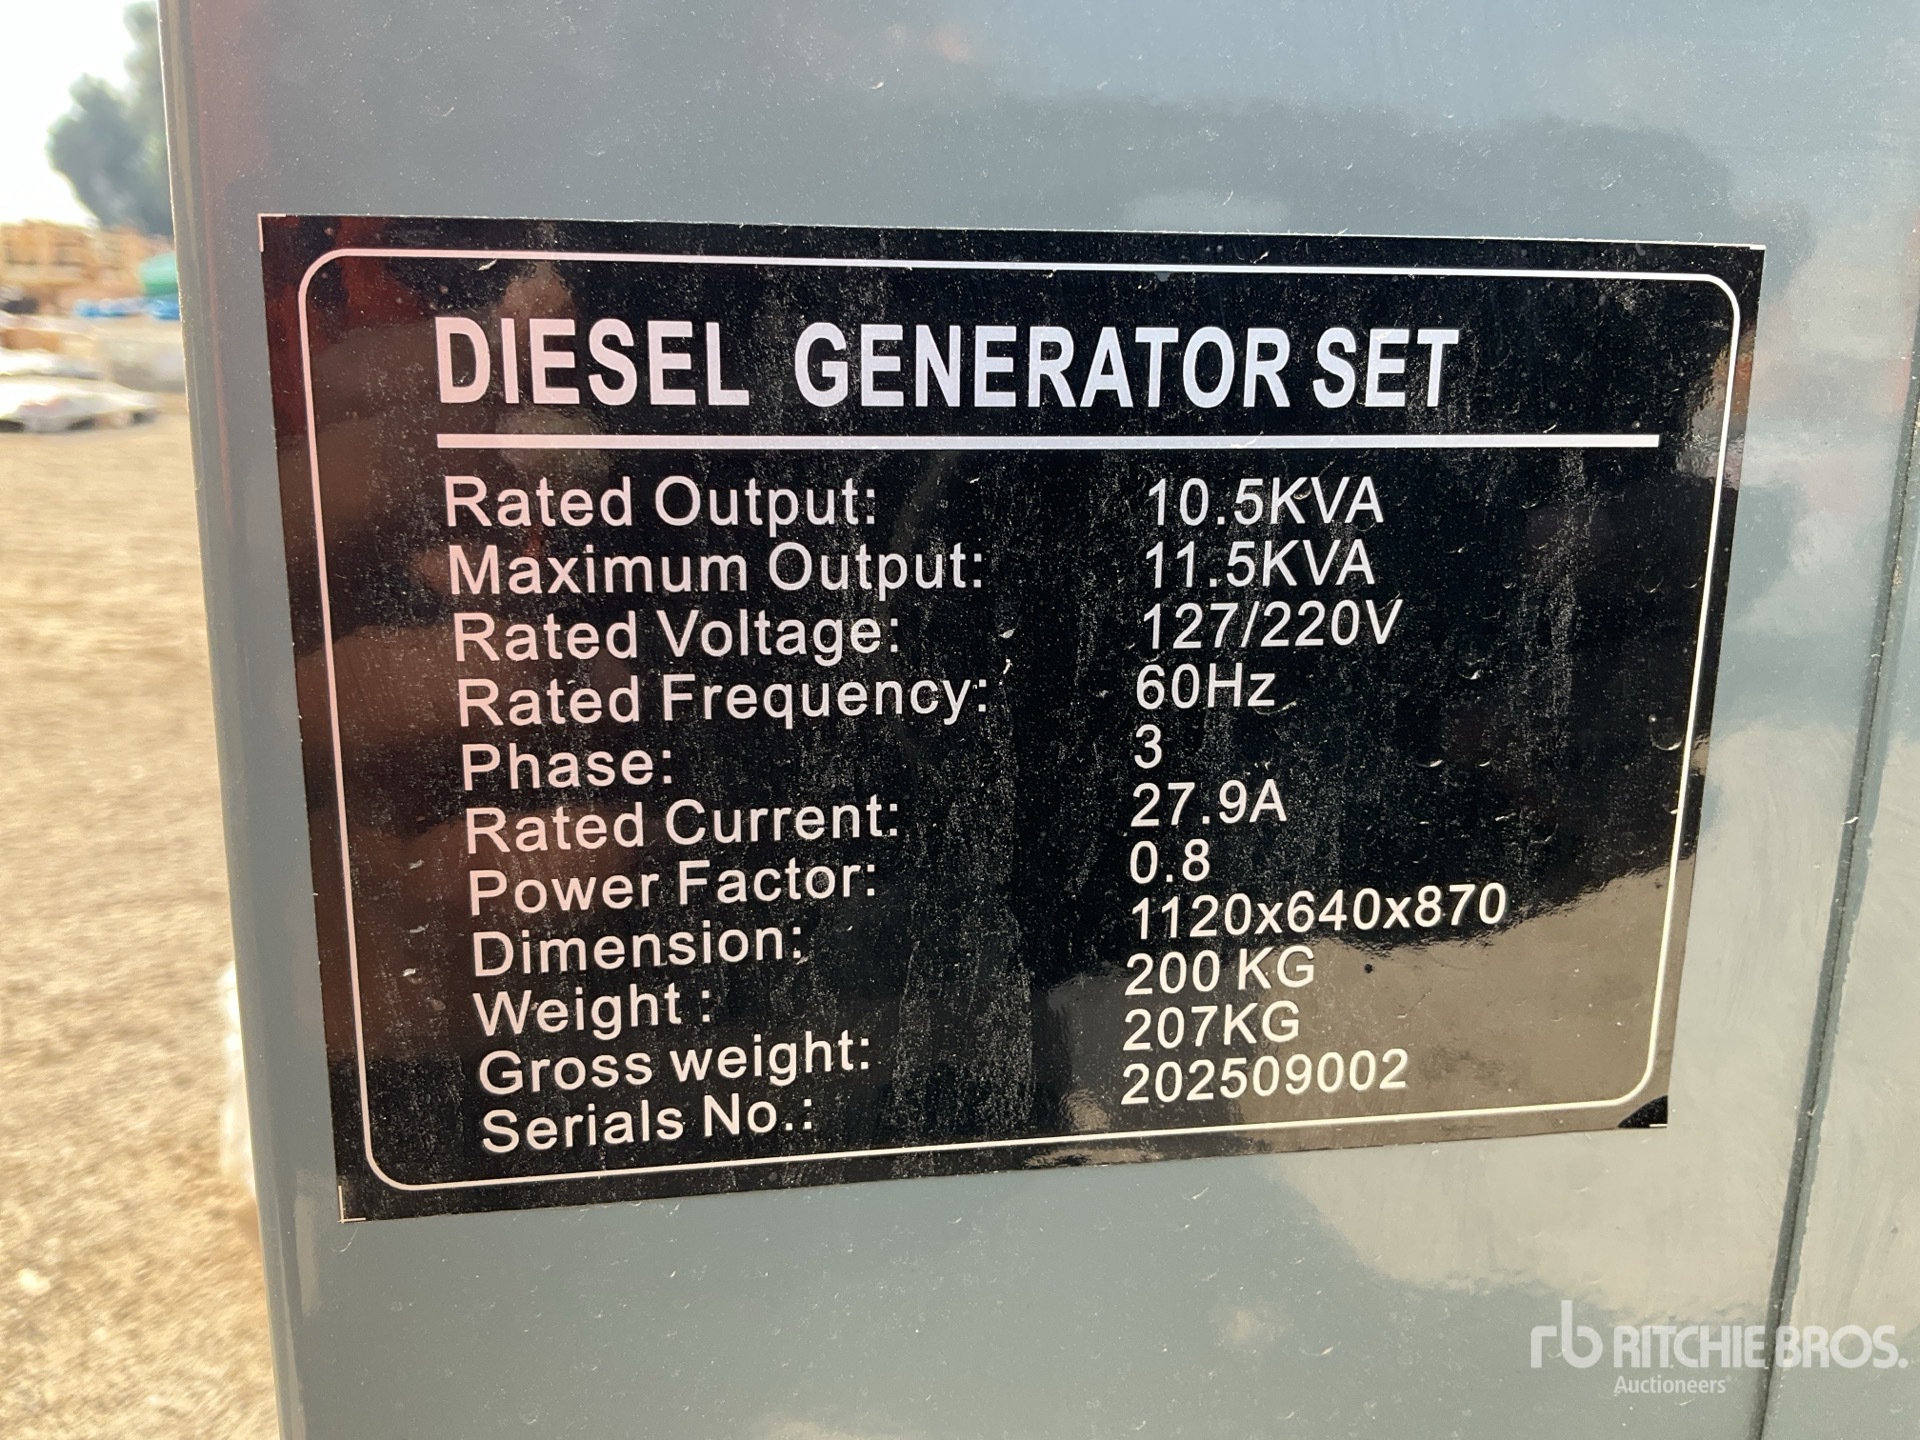 DIESEL GENERATOR SET
Rated Output: 10.5KVA
Maximum Output: 11.5KVA
Rated Voltage: 127/220V
Rated Frequency: 60Hz
Phase: 3
Rated Current: 27.9A
Power Factor: 0.8
Dimension: 1120x640x870
Weight : 200 KG
Gross weight: 207KG
Serials No.: 202509002
rb RITCHIE BROS.
Auctioneers